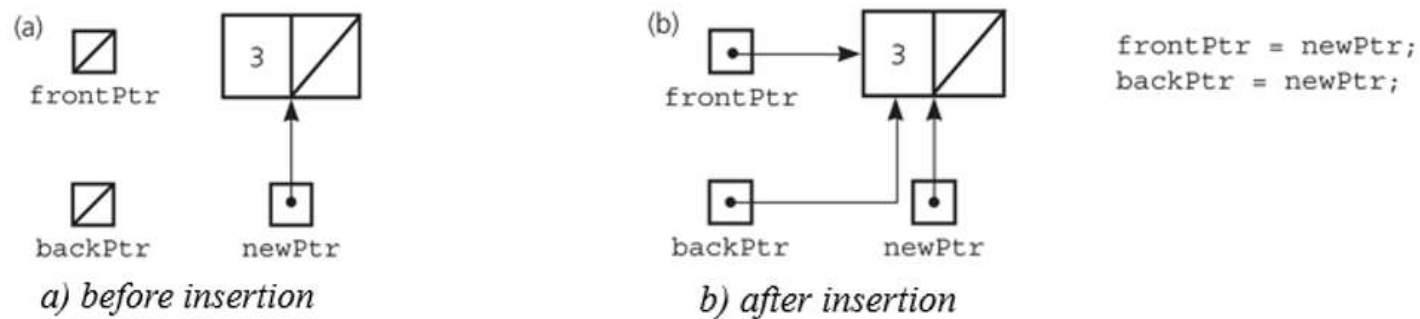 (a)
3
frontPtr
backPtr
newPtr
a) before insertion
(b)
3
frontPtr
backPtr
newPtr
b) after insertion
frontPtr = newPtr;
backPtr = newPtr;